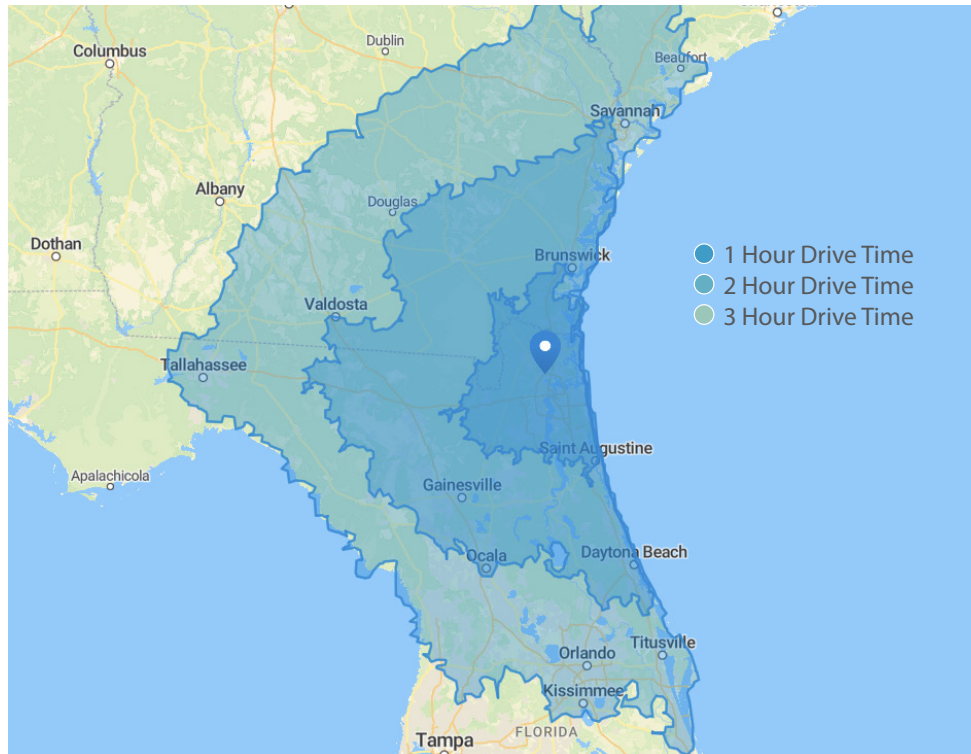 Dublin
Columbus
Beaufort
Savannah
Albany
Douglas
Dothan
Brunswick
1 Hour Drive Time
2 Hour Drive Time
Valdosta
3 Hour Drive Time
Tallahassee
Saint Augustine
Apalachicola
Gainesville
Ocala
Daytona Beach
Titusville
Orlando
Kissimmee
FLORIDA
Tampa